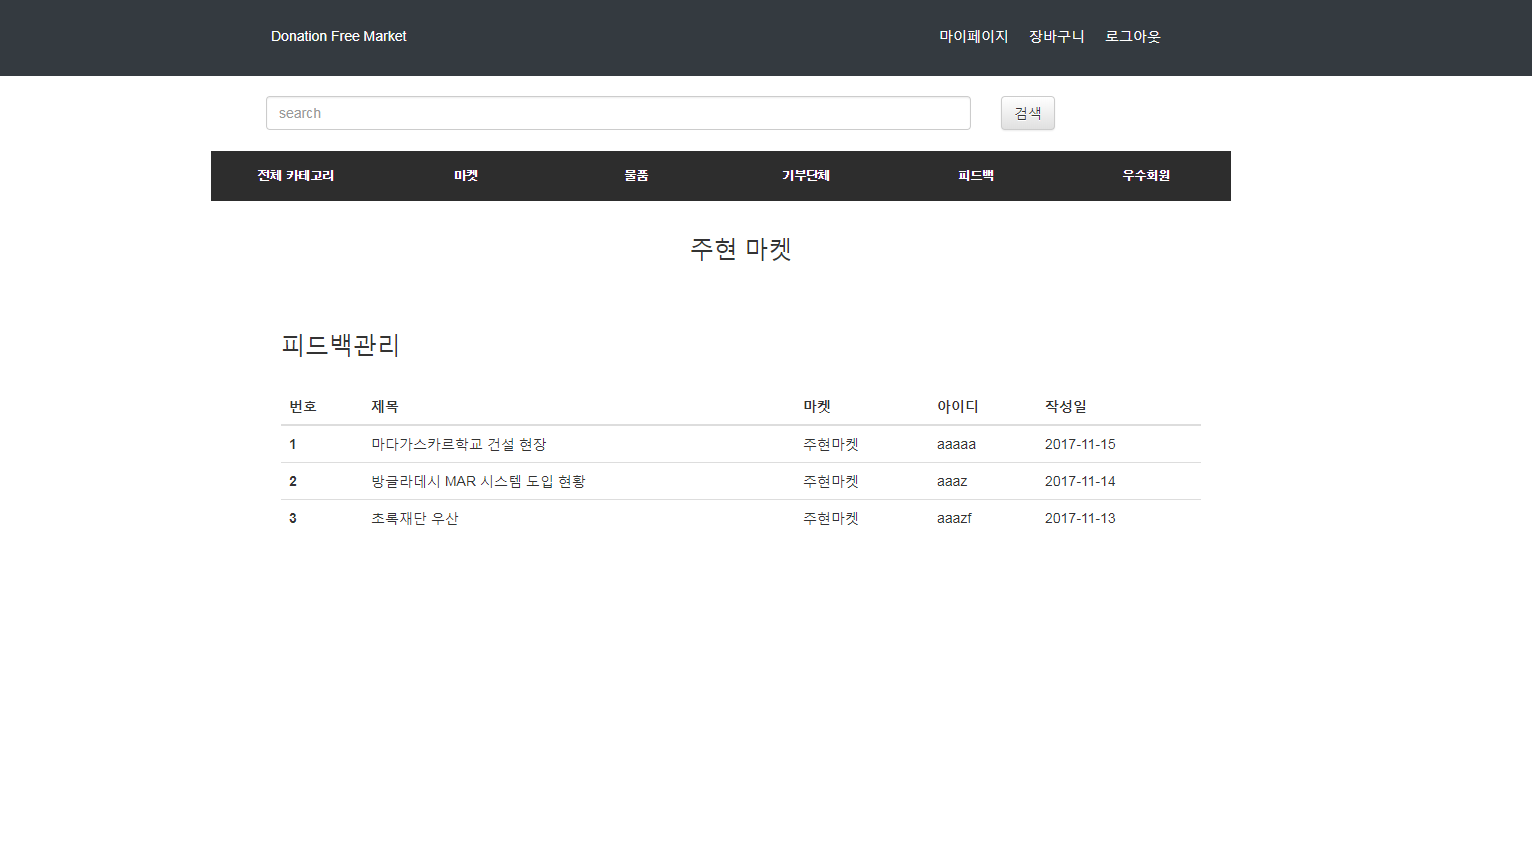 Donation Free Market 마이페이지 장바구니 로그아웃
search 검색
전체 카테고리 마켓 물품 기부단체 피드백 우수회원
주현 마켓
피드백관리
번호 제목 마켓 아이디 작성일
1 마다가스카르학교 건설 현장 주현마켓 aaaaa 2017-11-15
2 방글라데시 MAR 시스템 도입 현황 주현마켓 aaaz 2017-11-14
3 초록재단 우산 주현마켓 aaazf 2017-11-13